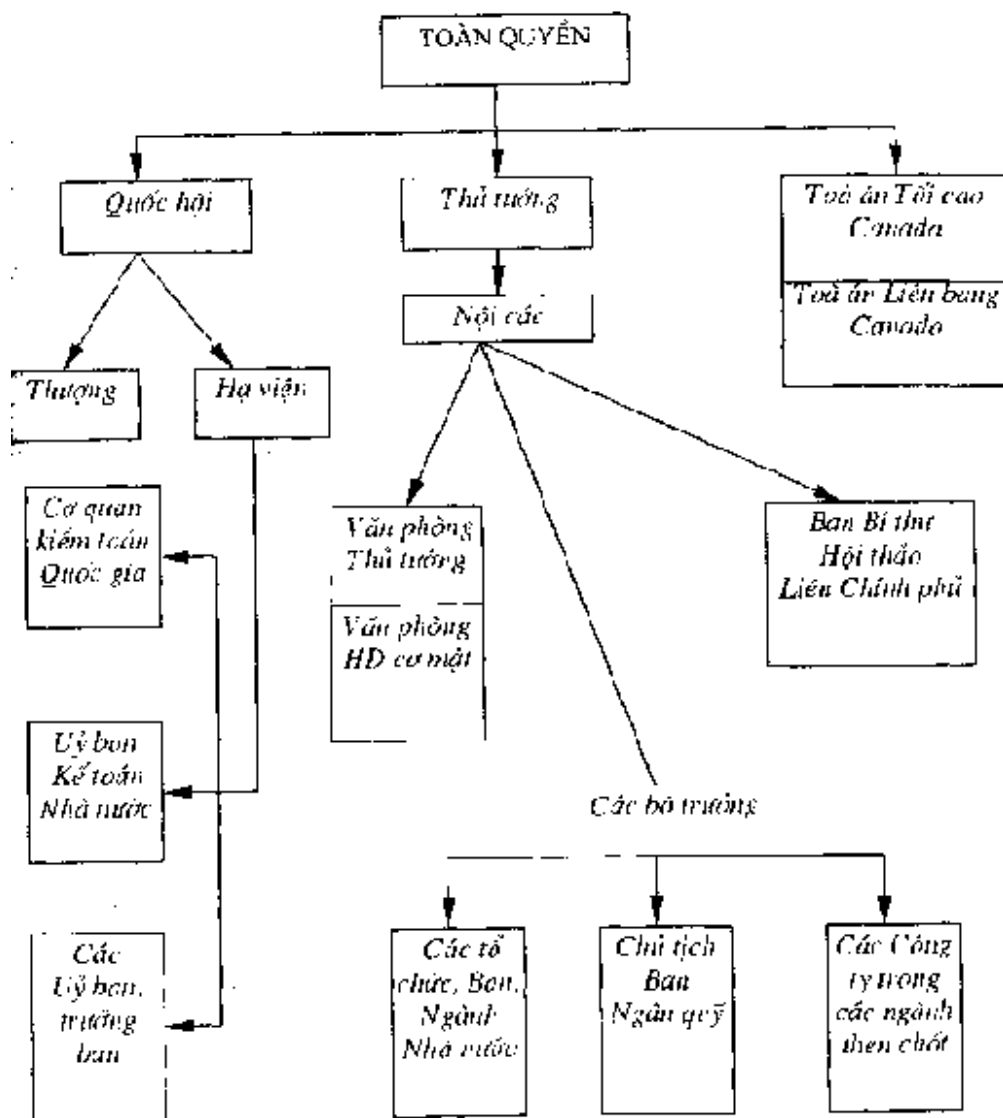 TOÀN QUYỀN
Quốc hội
Thủ tướng
Toà án Tối cao
Canada
Toà án Liên bang
Canada
Nội các
Thượng
Hạ viện
Cơ quan
kiểm toán
Quốc gia
Văn phòng
Thủ tướng
Văn phòng
HD cơ mật
Ban Bí thư
Hội thảo
Liên Chính phủ
Uỷ ban
Kế toán
Nhà nước
Các bộ trưởng
Các
Uỷ ban,
trưởng
ban
Các tổ
chức, Ban,
Ngành
Nhà nước
Chủ tịch
Ban
Ngân quỹ
Các Công
ty trong
các ngành
then chốt